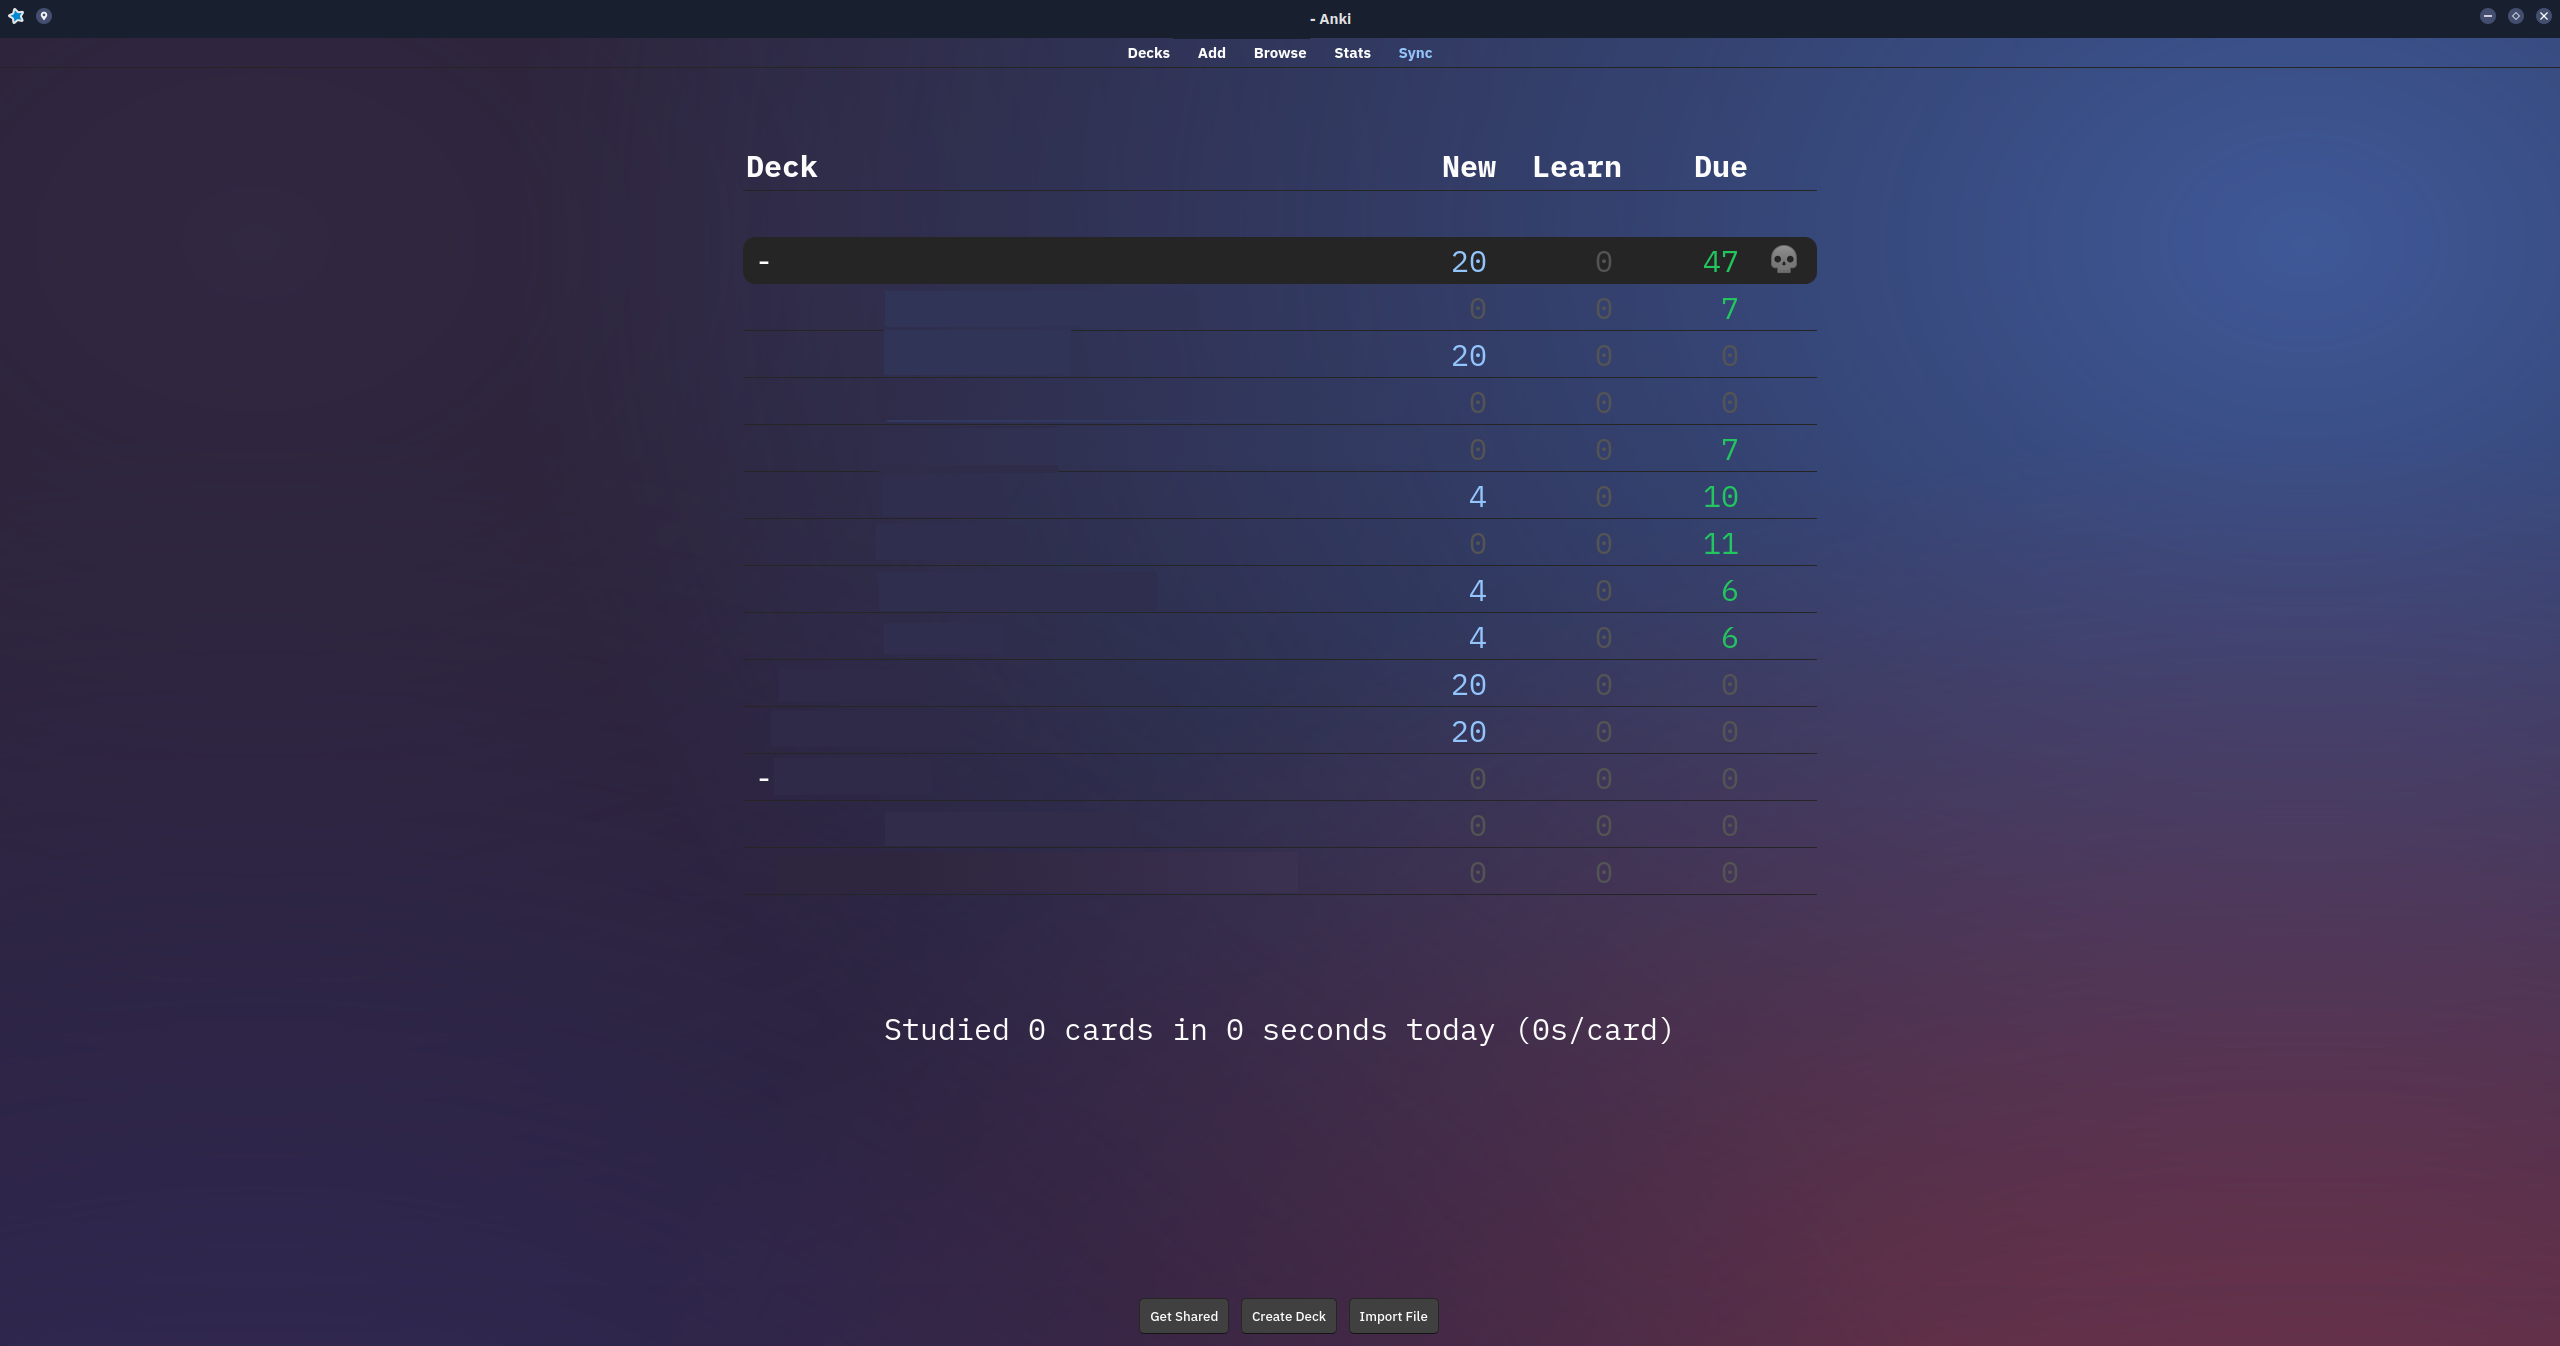 - Anki
Decks Add Browse Stats Sync
Deck New Learn Due
- 20 0 47
0 0 7
20 0 0
0 0 0
0 0 7
4 0 10
0 0 11
4 0 6
4 0 6
20 0 0
20 0 0
- 0 0 0
0 0 0
0 0 0
Studied 0 cards in 0 seconds today (0s/card)
Get Shared Create Deck Import File